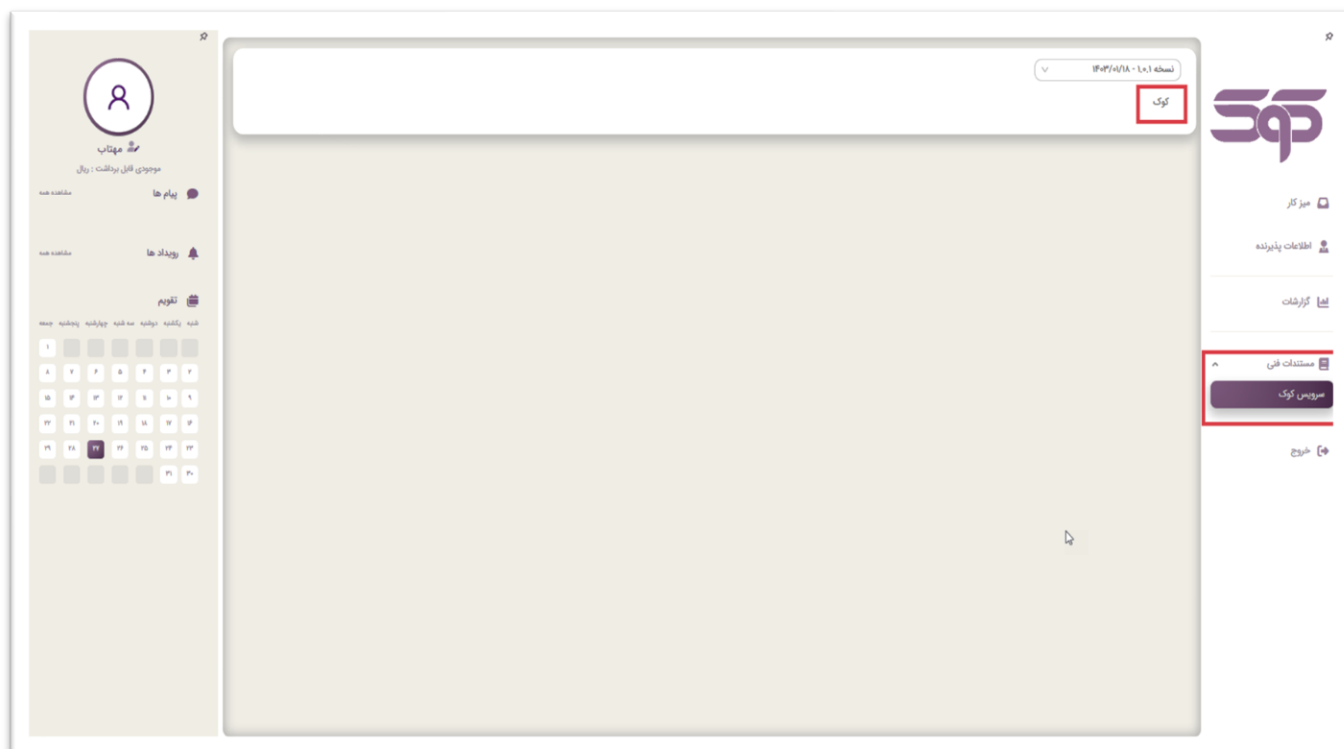 کوک
میز کار
اطلاعات پذیرنده
گزارشات
مستندات فنی
سرویس کوک
خروج
نسخه ۱,۰,۱ - ۱۴۰۳/۰۱/۱۸
کوک
مهتاب
موجودی قابل برداشت : ریال
پیام ها
مشاهده همه
رویداد ها
مشاهده همه
تقویم
شنبه یکشنبه دوشنبه سه شنبه چهارشنبه پنجشنبه جمعه
۱
۲ ۳ ۴ ۵ ۶ ۷ ۸
۹ ۱۰ ۱۱ ۱۲ ۱۳ ۱۴ ۱۵
۱۶ ۱۷ ۱۸ ۱۹ ۲۰ ۲۱ ۲۲
۲۳ ۲۴ ۲۵ ۲۶ ۲۷ ۲۸ ۲۹
۳۰ ۳۱